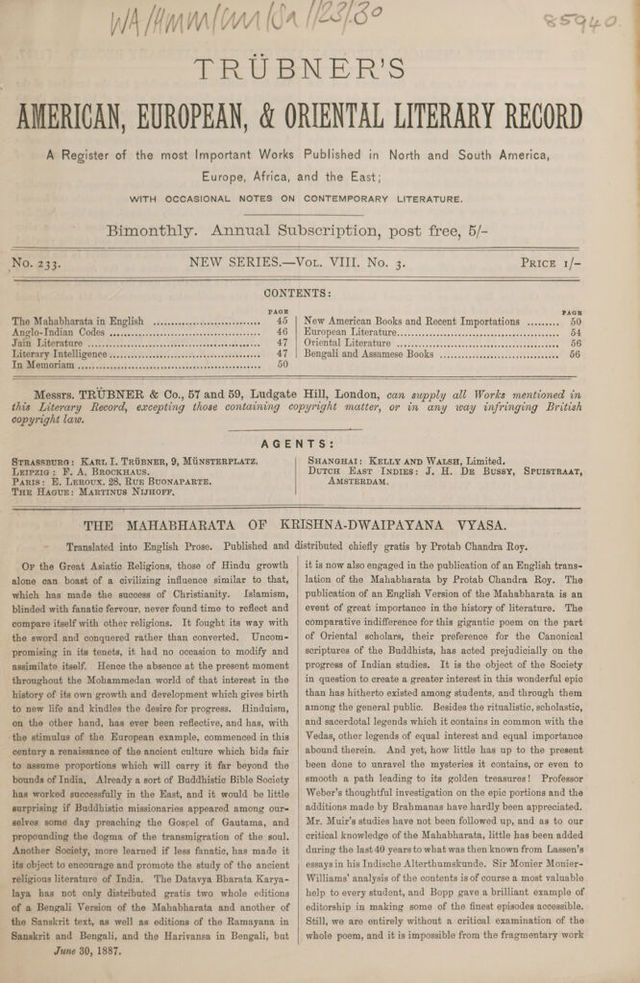 WA/HMM/Cm/Sa 1/23/30
85940
TRÜBNER'S
AMERICAN, EUROPEAN, & ORIENTAL LITERARY RECORD
A Register of the most Important Works Published in North and South America,
Europe, Africa, and the East;
WITH OCCASIONAL NOTES ON CONTEMPORARY LITERATURE.
Bimonthly. Annual Subscription, post free, 5/-
No. 233. NEW SERIES.—VOL. VIII. No. 3. PRICE 1/-
CONTENTS:
PAGE
The Mahabharata in English ............................ 45
Anglo-Indian Codes ........................................ 46
Jain Literature ............................................... 47
Literary Intelligence ........................................ 47
In Memoriam ................................................. 50
PAGE
New American Books and Recent Importations ......... 50
European Literature.......................................... 54
Oriental Literature ........................................... 56
Bengali and Assamese Books .............................. 56
Messrs. TRÜBNER & Co., 57 and 59, Ludgate Hill, London, can supply all Works mentioned in
this Literary Record, excepting those containing copyright matter, or in any way infringing British
copyright law.
AGENTS:
STRASSBURG: KARL I. TRÜBNER, 9, MÜNSTERPLATZ.
LEIPZIG: F. A. BROCKHAUS.
PARIS: E. LEROUX. 28, RUE BUONAPARTE.
THE HAGUE: MARTINUS NIJHOFF.
SHANGHAI: KELLY AND WALSH, Limited.
DUTCH EAST INDIES: J. H. DE BUSSY, SPUISTRAAT,
AMSTERDAM.
THE MAHABHARATA OF KRISHNA-DWAIPAYANA VYASA.
Translated into English Prose. Published and distributed chiefly gratis by Protab Chandra Roy.
OF the Great Asiatic Religions, those of Hindu growth
alone can boast of a civilizing influence similar to that,
which has made the success of Christianity. Islamism,
blinded with fanatic fervour, never found time to reflect and
compare itself with other religions. It fought its way with
the sword and conquered rather than converted. Uncom-
promising in its tenets, it had no occasion to modify and
assimilate itself. Hence the absence at the present moment
throughout the Mohammedan world of that interest in the
history of its own growth and development which gives birth
to new life and kindles the desire for progress. Hinduism,
on the other hand, has ever been reflective, and has, with
the stimulus of the European example, commenced in this
century a renaissance of the ancient culture which bids fair
to assume proportions which will carry it far beyond the
bounds of India. Already a sort of Buddhistic Bible Society
has worked successfully in the East, and it would be little
surprising if Buddhistic missionaries appeared among our-
selves some day preaching the Gospel of Gautama, and
propounding the dogma of the transmigration of the soul.
Another Society, more learned if less fanatic, has made it
its object to encourage and promote the study of the ancient
religious literature of India. The Datavya Bharata Karya-
laya has not only distributed gratis two whole editions
of a Bengali Version of the Mahabharata and another of
the Sanskrit text, as well as editions of the Ramayana in
Sanskrit and Bengali, and the Harivansa in Bengali, but
June 30, 1887.
it is now also engaged in the publication of an English trans-
lation of the Mahabharata by Protab Chandra Roy. The
publication of an English Version of the Mahabharata is an
event of great importance in the history of literature. The
comparative indifference for this gigantic poem on the part
of Oriental scholars, their preference for the Canonical
scriptures of the Buddhists, has acted prejudicially on the
progress of Indian studies. It is the object of the Society
in question to create a greater interest in this wonderful epic
than has hitherto existed among students, and through them
among the general public. Besides the ritualistic, scholastic,
and sacerdotal legends which it contains in common with the
Vedas, other legends of equal interest and equal importance
abound therein. And yet, how little has up to the present
been done to unravel the mysteries it contains, or even to
smooth a path leading to its golden treasures! Professor
Weber's thoughtful investigation on the epic portions and the
additions made by Brahmanas have hardly been appreciated.
Mr. Muir's studies have not been followed up, and as to our
critical knowledge of the Mahabharata, little has been added
during the last 40 years to what was then known from Lassen's
essays in his Indische Alterthumskunde. Sir Monier Monier-
Williams' analysis of the contents is of course a most valuable
help to every student, and Bopp gave a brilliant example of
editorship in making some of the finest episodes accessible.
Still, we are entirely without a critical examination of the
whole poem, and it is impossible from the fragmentary work